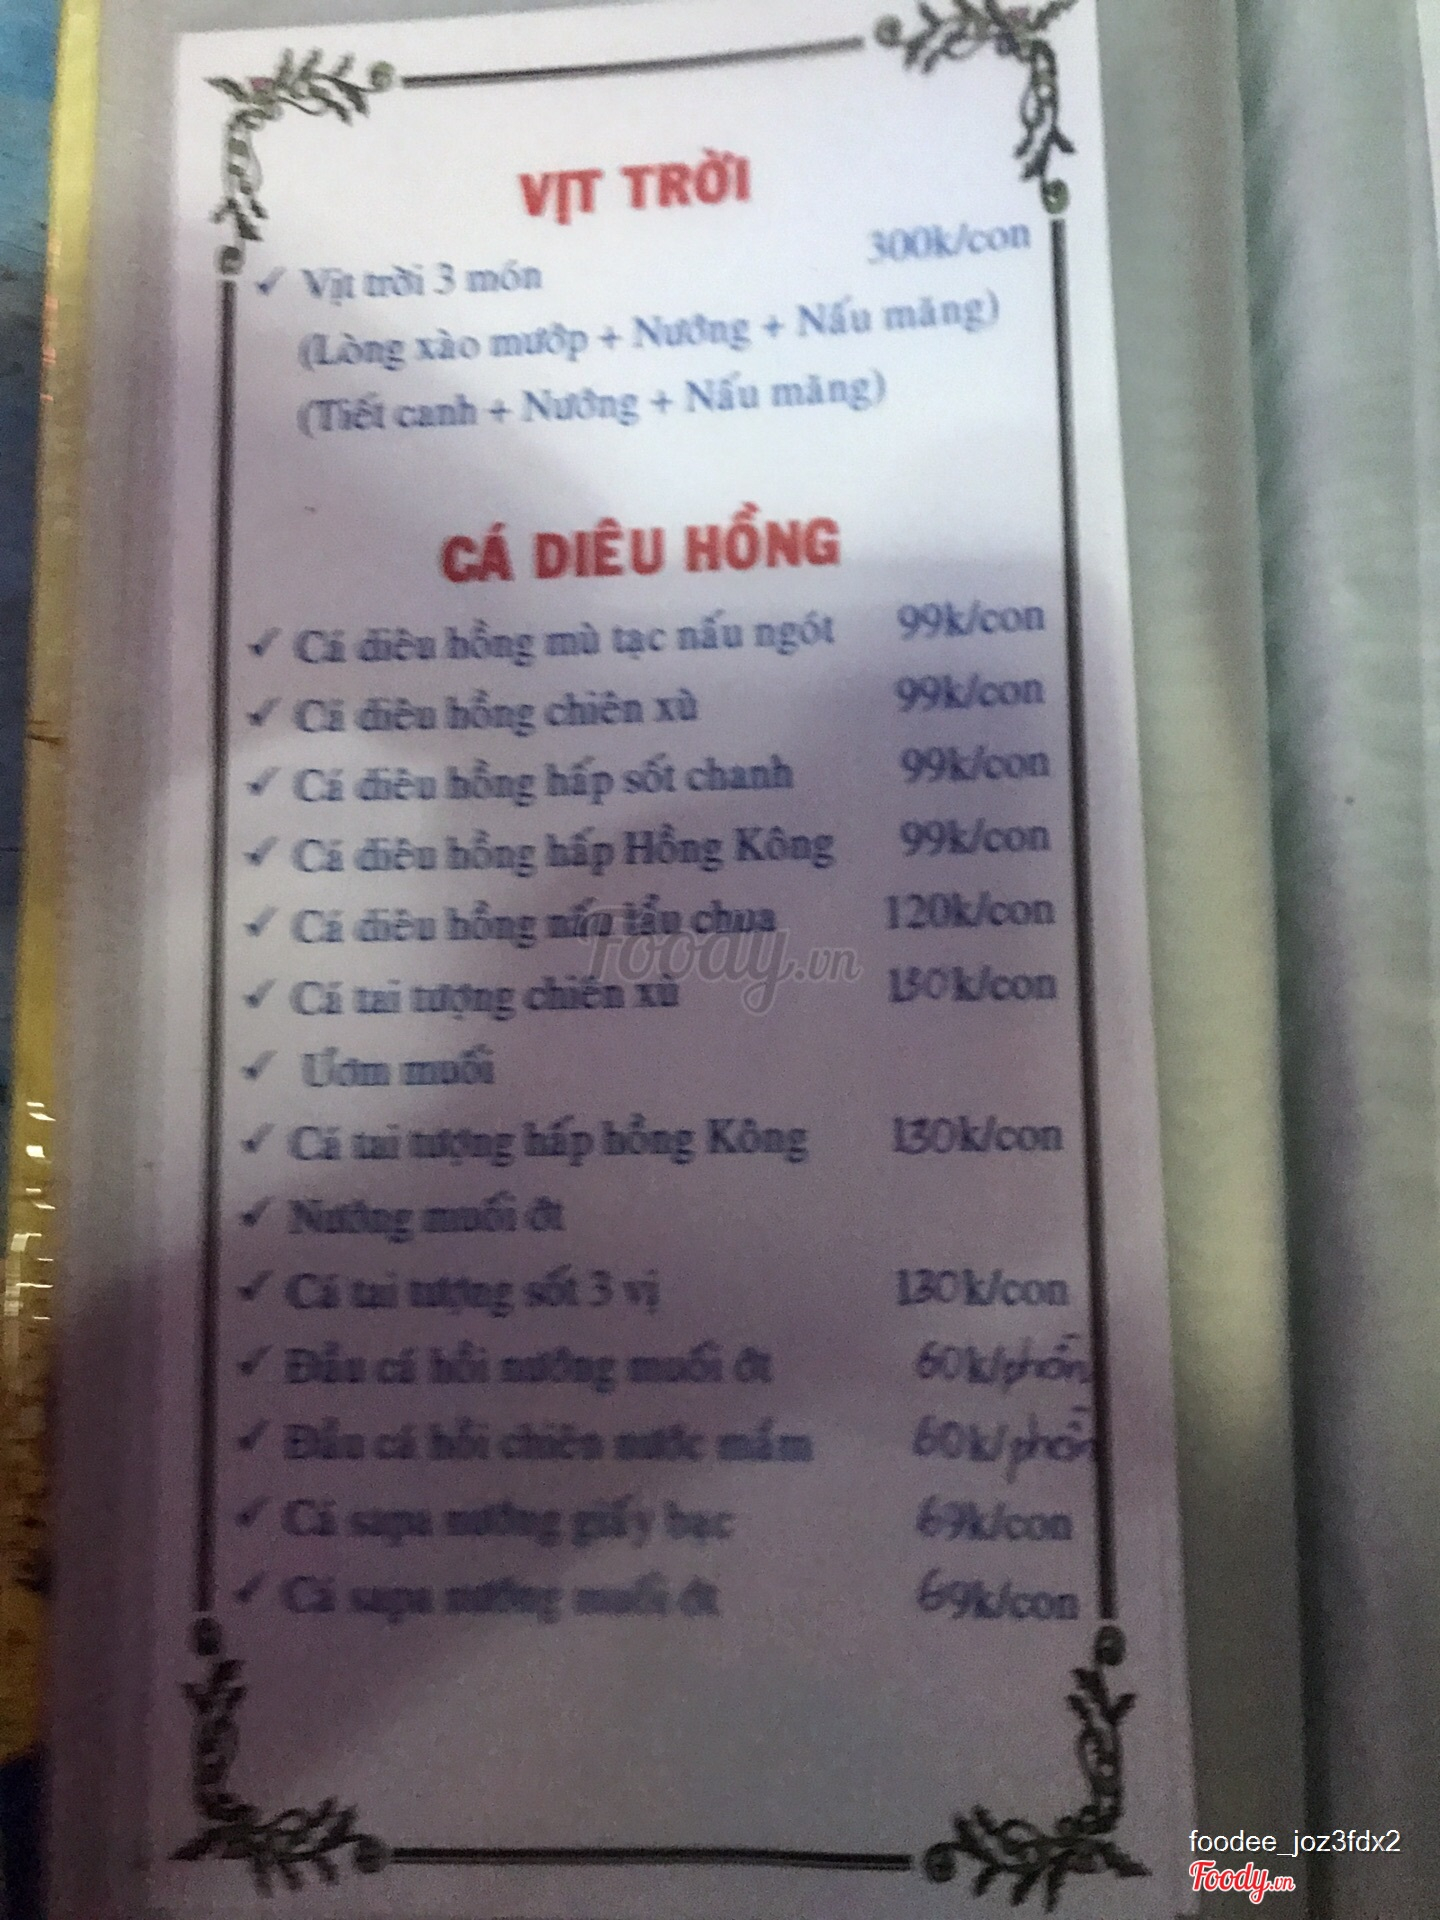 VỊT TRỜI
✓ Vịt trời 3 món 300k/con
(Lòng xào mướp + Nướng + Nấu măng)
(Tiết canh + Nướng + Nấu măng)
CÁ DIÊU HỒNG
✓ Cá diêu hồng mù tạc nấu ngót 99k/con
✓ Cá diêu hồng chiên xù 99k/con
✓ Cá diêu hồng hấp sốt chanh 99k/con
✓ Cá diêu hồng hấp Hồng Kông 99k/con
✓ Cá diêu hồng nấu lẩu chua 120k/con
✓ Cá tai tượng chiên xù 130k/con
✓ Ươm muối
✓ Cá tai tượng hấp hồng Kông 130k/con
✓ Nướng muối ớt
✓ Cá tai tượng sốt 3 vị 130k/con
✓ Đầu cá hồi nướng muối ớt 60k/phần
✓ Đầu cá hồi chiên nước mắm 60k/phần
✓ Cá sapa nướng giấy bạc 69k/con
✓ Cá sapa nướng muối ớt 69k/con
Foody.vn
foodee_joz3fdx2
Foody.vn